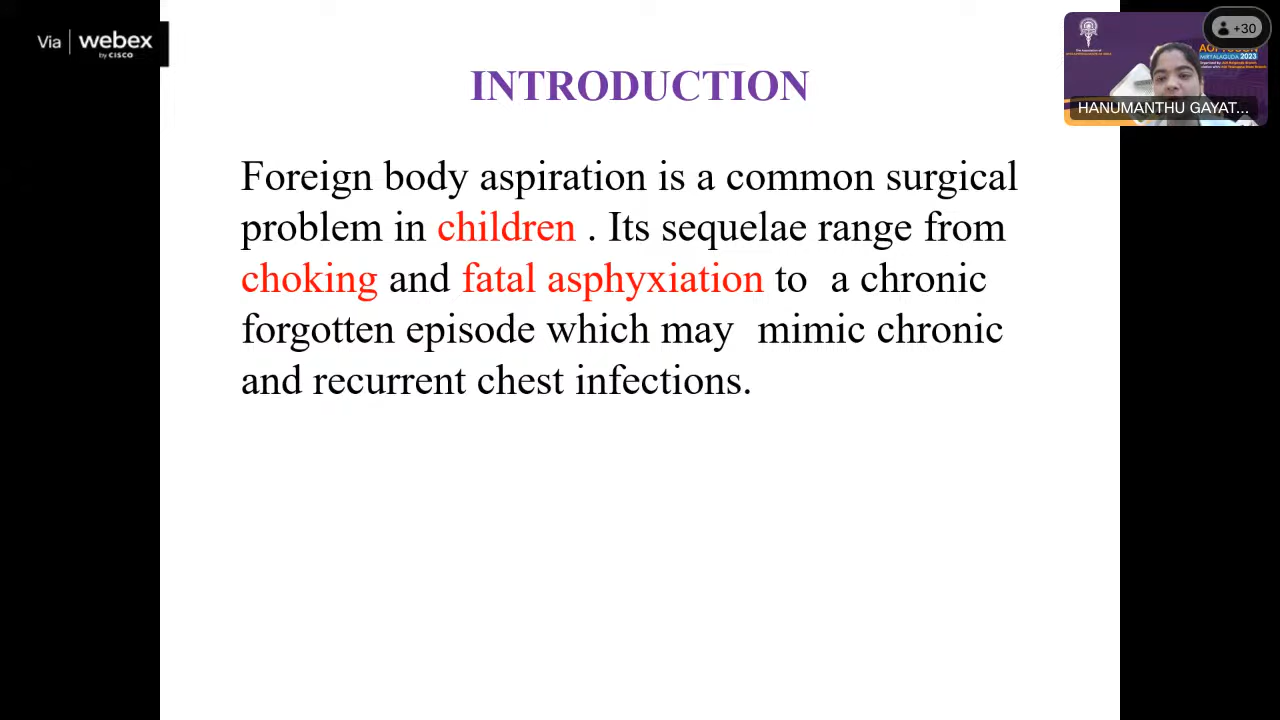 Via webex
by CISCO
+30
2023
HANUMANTHU GAYAT...
INTRODUCTION
Foreign body aspiration is a common surgical
problem in children . Its sequelae range from
choking and fatal asphyxiation to a chronic
forgotten episode which may mimic chronic
and recurrent chest infections.